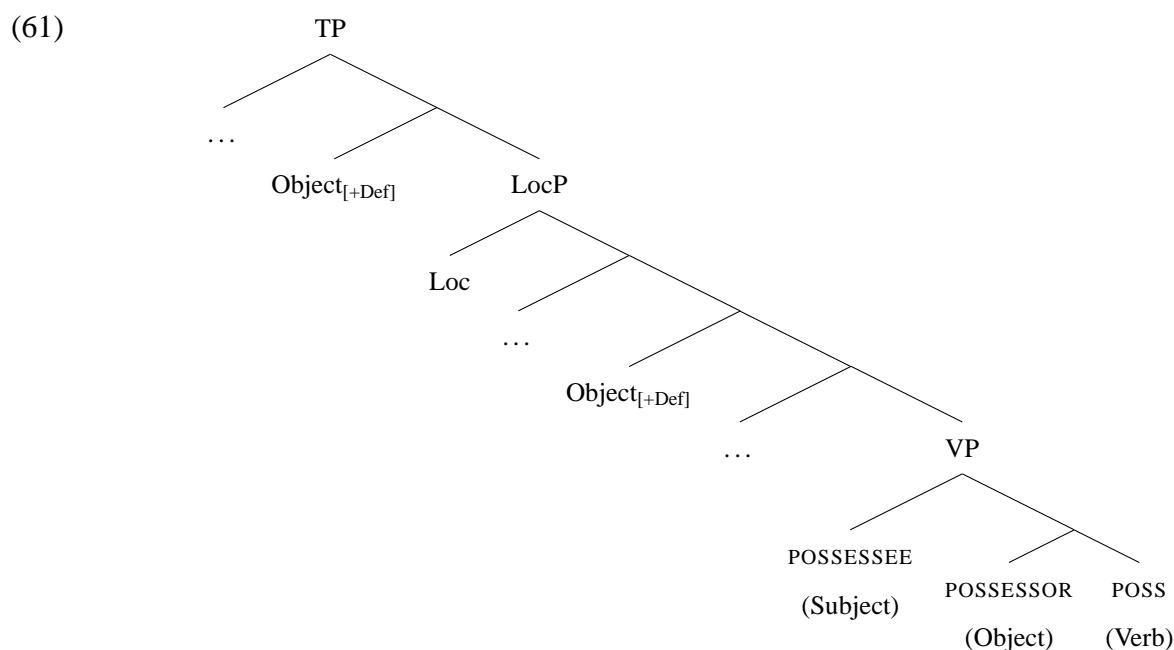 (61) TP
...
Object[+Def] LocP
Loc
...
Object[+Def]
...
VP
POSSESSEE
(Subject)
POSSESSOR POSS
(Object) (Verb)